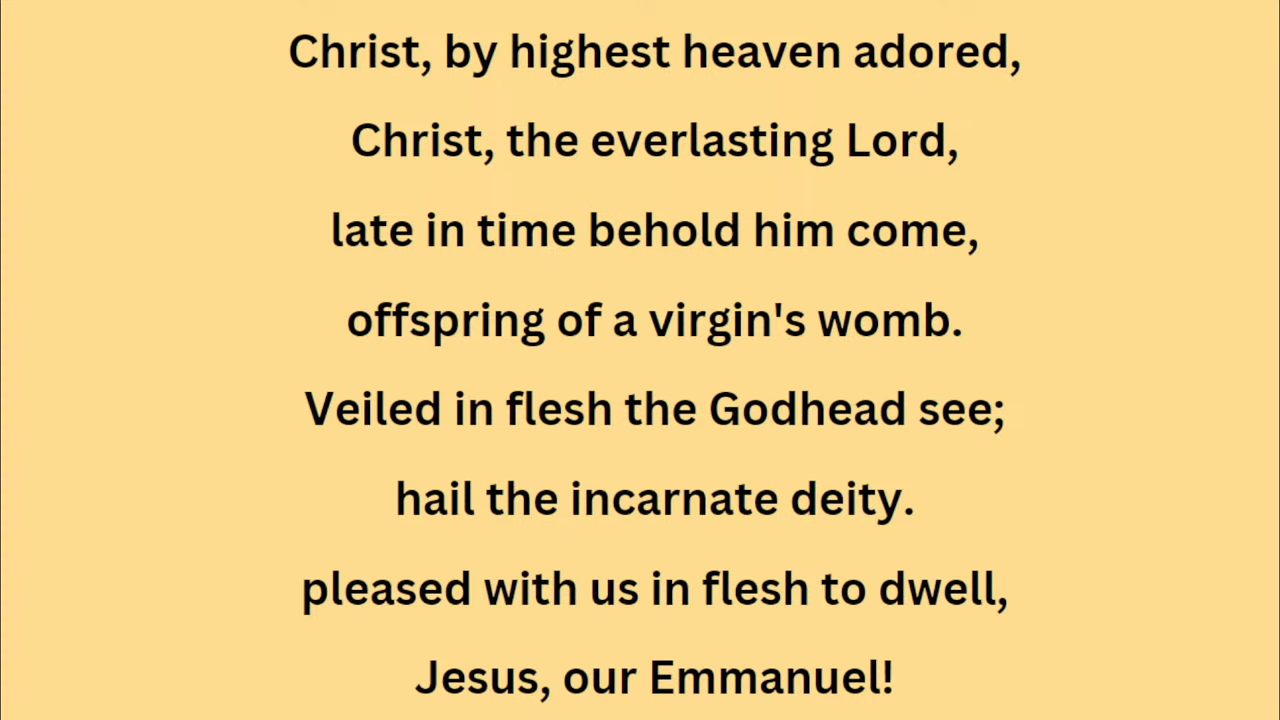 Christ, by highest heaven adored,
Christ, the everlasting Lord,
late in time behold him come,
offspring of a virgin's womb.
Veiled in flesh the Godhead see;
hail the incarnate deity.
pleased with us in flesh to dwell,
Jesus, our Emmanuel!